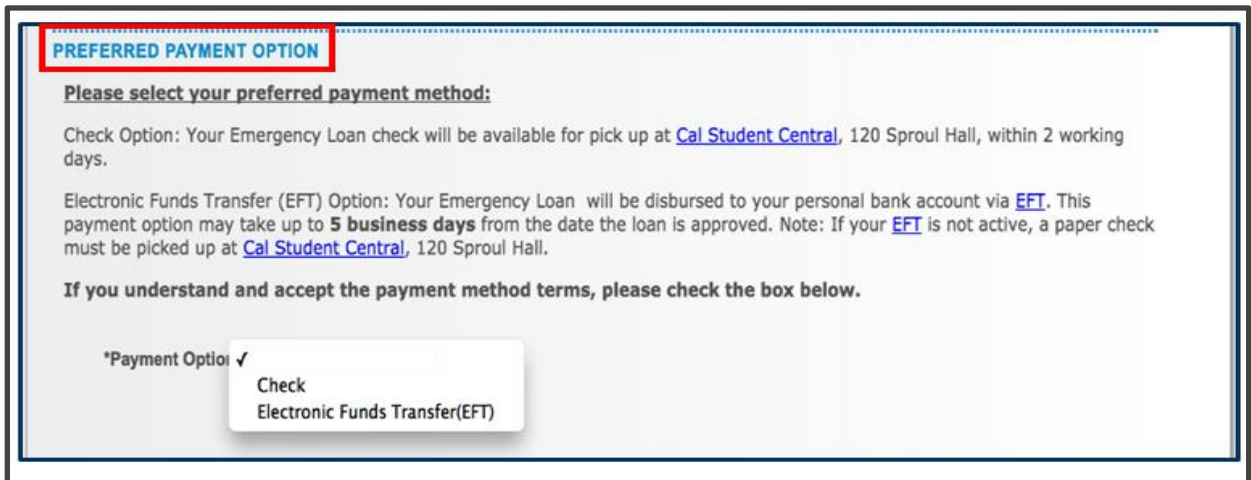 PREFERRED PAYMENT OPTION
Please select your preferred payment method:
Check Option: Your Emergency Loan check will be available for pick up at Cal Student Central, 120 Sproul Hall, within 2 working
days.
Electronic Funds Transfer (EFT) Option: Your Emergency Loan will be disbursed to your personal bank account via EFT. This
payment option may take up to 5 business days from the date the loan is approved. Note: If your EFT is not active, a paper check
must be picked up at Cal Student Central, 120 Sproul Hall.
If you understand and accept the payment method terms, please check the box below.
*Payment Option ✓
Check
Electronic Funds Transfer(EFT)